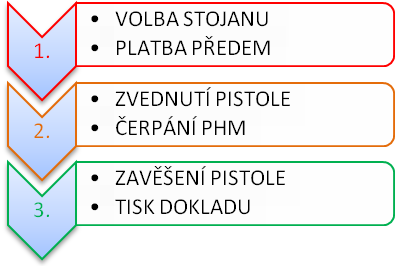 1.
• VOLBA STOJANU
• PLATBA PŘEDEM
2.
• ZVEDNUTÍ PISTOLE
• ČERPÁNÍ PHM
3.
• ZAVĚŠENÍ PISTOLE
• TISK DOKLADU